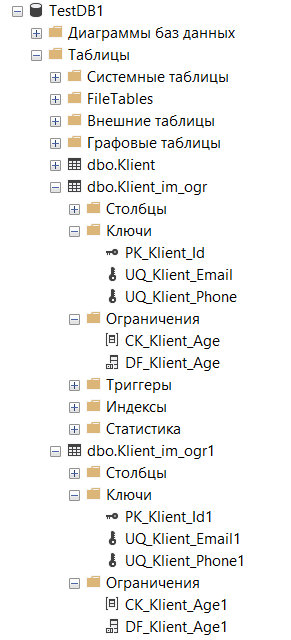 TestDB1
Диаграммы баз данных
Таблицы
Системные таблицы
FileTables
Внешние таблицы
Графовые таблицы
dbo.Klient
dbo.Klient_im_ogr
Столбцы
Ключи
PK_Klient_Id
UQ_Klient_Email
UQ_Klient_Phone
Ограничения
CK_Klient_Age
DF_Klient_Age
Триггеры
Индексы
Статистика
dbo.Klient_im_ogr1
Столбцы
Ключи
PK_Klient_Id1
UQ_Klient_Email1
UQ_Klient_Phone1
Ограничения
CK_Klient_Age1
DF_Klient_Age1